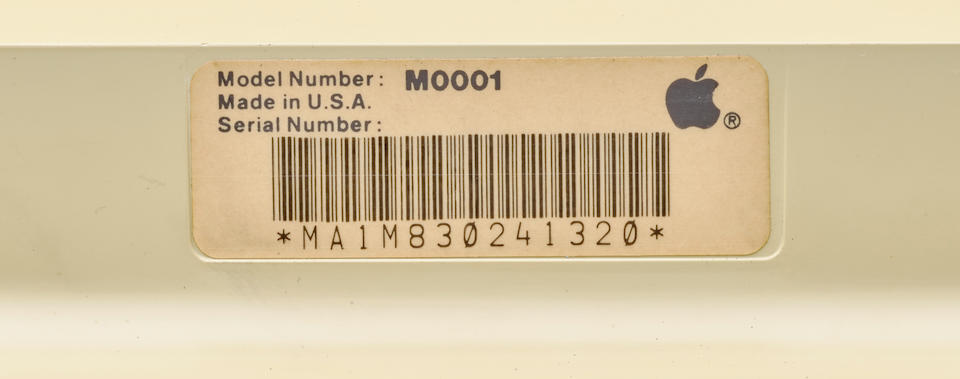 Model Number: M0001
Made in U.S.A.
Serial Number:
®
*MA1M830241320*